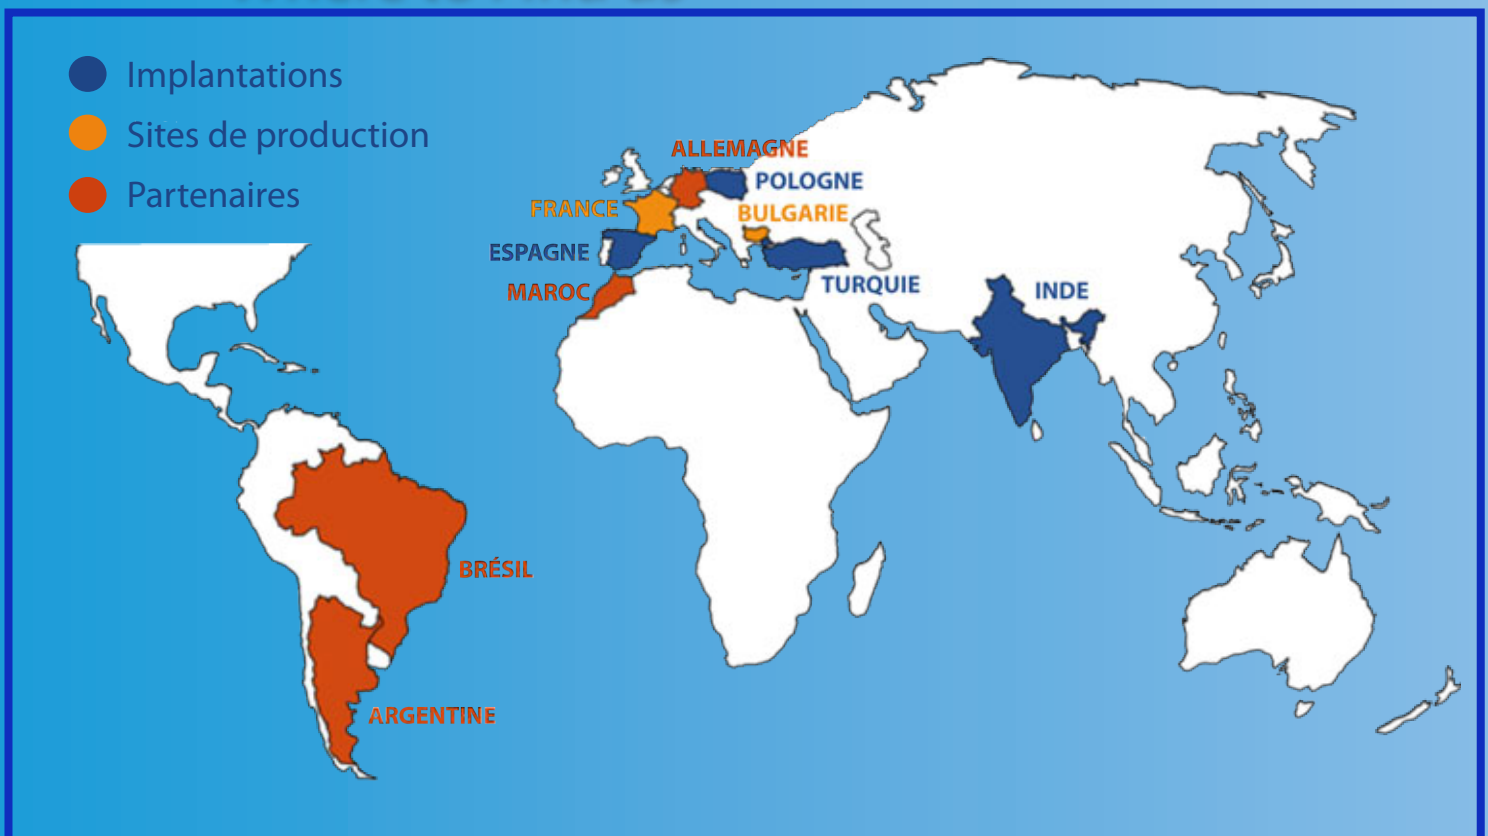 Implantations
Sites de production
Partenaires
ALLEMAGNE
POLOGNE
FRANCE
BULGARIE
ESPAGNE
TURQUIE
MAROC
INDE
BRÉSIL
ARGENTINE